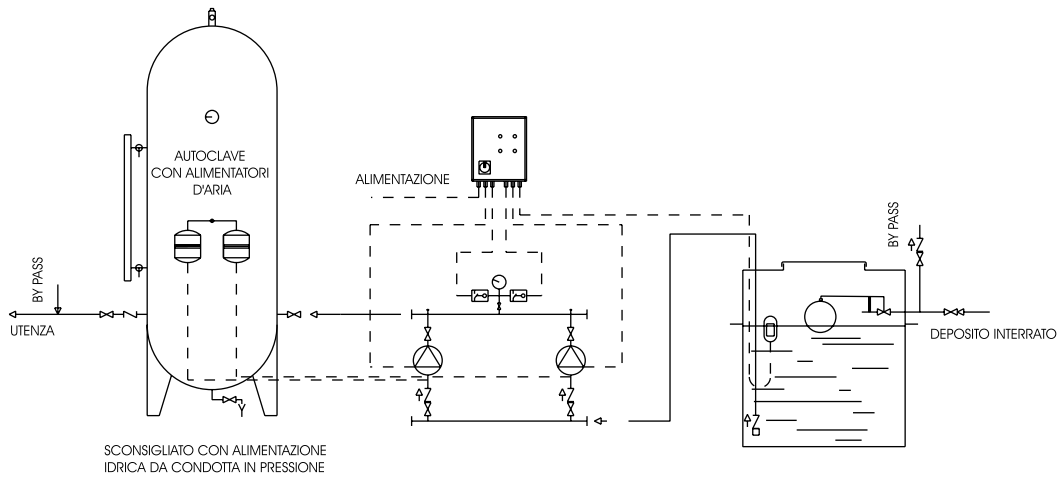 AUTOCLAVE
CON ALIMENTATORI
D'ARIA
ALIMENTAZIONE
BY PASS
UTENZA
BY PASS
DEPOSITO INTERRATO
SCONSIGLIATO CON ALIMENTAZIONE
IDRICA DA CONDOTTA IN PRESSIONE